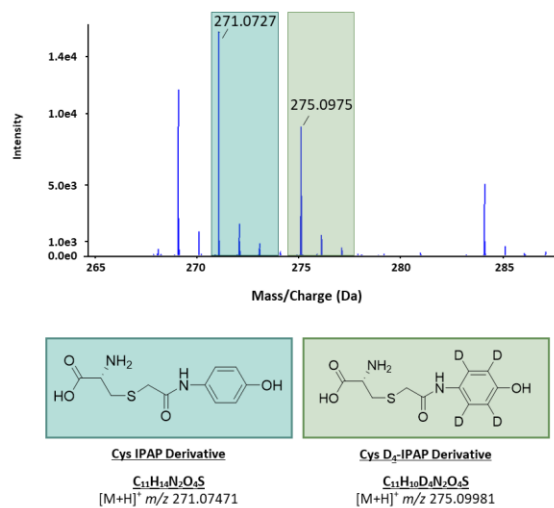 271.0727
1.4e4
275.0975
1.0e4
Intensity
5.0e3
1.0e3
0.0e0
265 270 275 280 285
Mass/Charge (Da)
O NH₂
HO S
H
N
O
OH
O NH₂
HO S
H
N
O
D D
OH
D D
Cys IPAP Derivative
C₁₁H₁₄N₂O₄S
[M+H]⁺ m/z 271.07471
Cys D₄-IPAP Derivative
C₁₁H₁₀D₄N₂O₄S
[M+H]⁺ m/z 275.09981